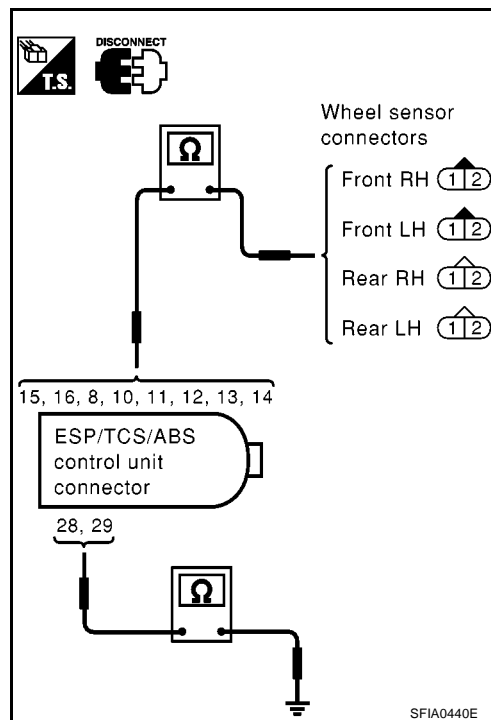 DISCONNECT
T.S.
Wheel sensor
connectors
Ω
Front RH 1 2
Front LH 1 2
Rear RH 1 2
Rear LH 1 2
15, 16, 8, 10, 11, 12, 13, 14
ESP/TCS/ABS
control unit
connector
28, 29
Ω
SFIA0440E